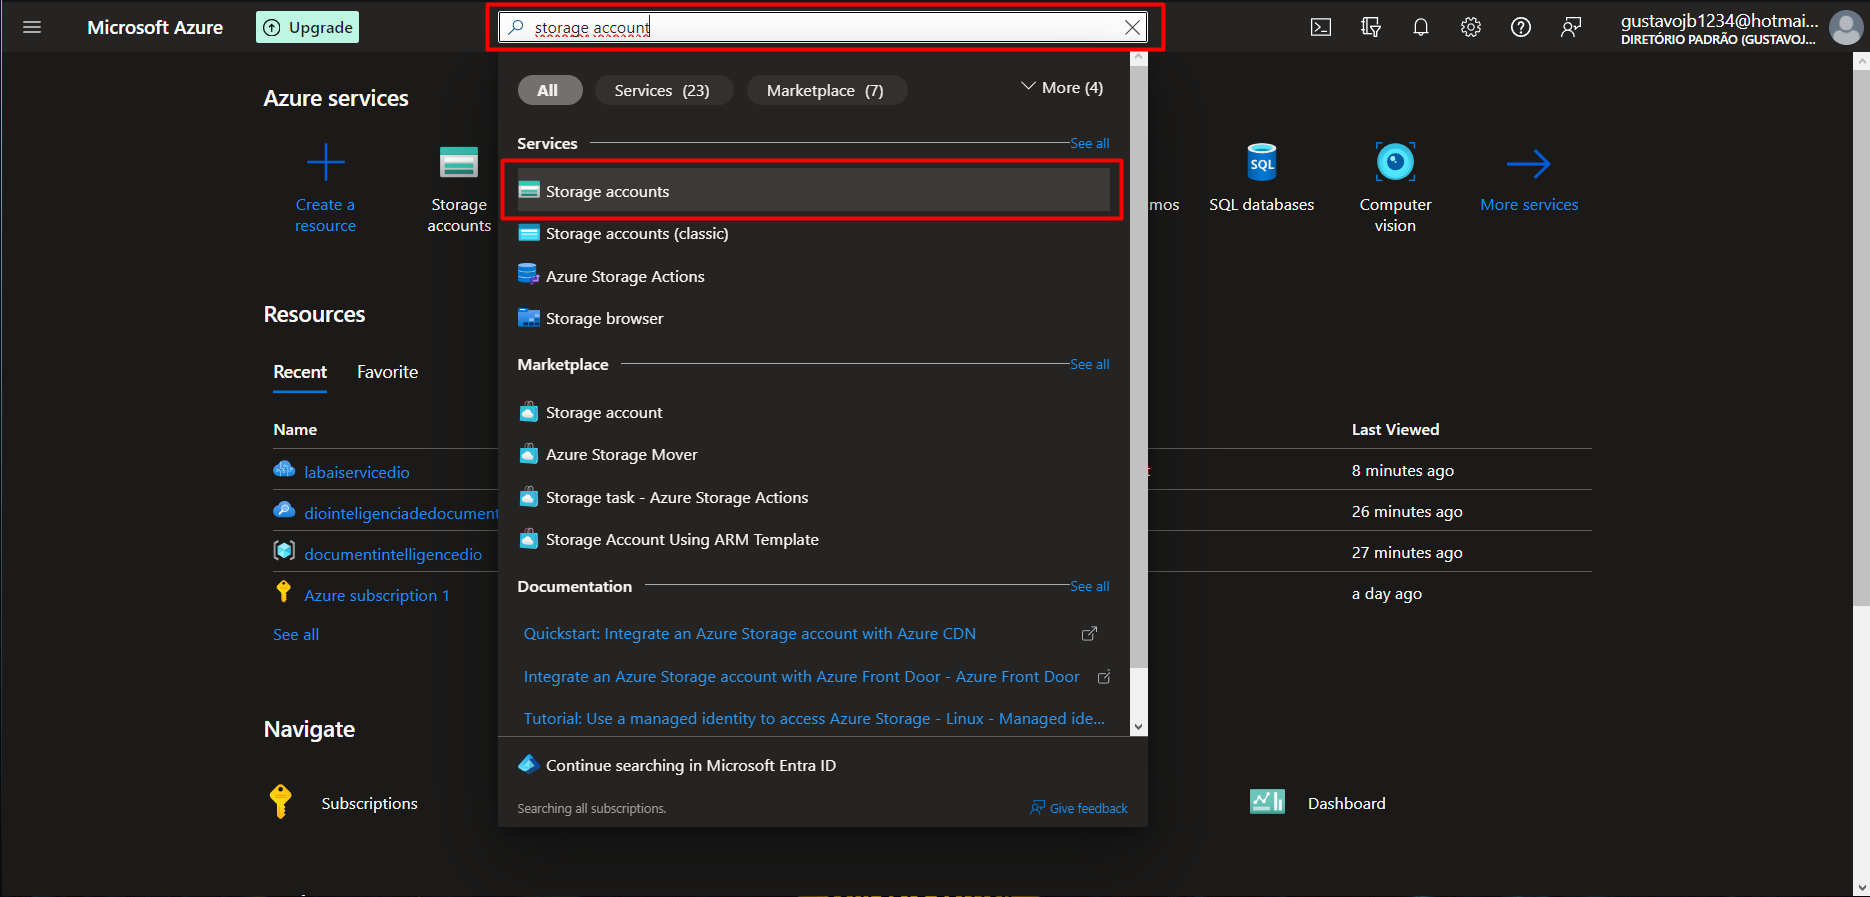 Microsoft Azure
Upgrade
storage account
gustavojb1234@hotmai...
DIRETÓRIO PADRÃO (GUSTAVOJ...
Azure services
Create a
resource
Storage
accounts
mos
SQL databases
Computer
vision
More services
All
Services (23)
Marketplace (7)
More (4)
Services
See all
Storage accounts
Storage accounts (classic)
Azure Storage Actions
Storage browser
Marketplace
See all
Storage account
Azure Storage Mover
Storage task - Azure Storage Actions
Storage Account Using ARM Template
Documentation
See all
Quickstart: Integrate an Azure Storage account with Azure CDN
Integrate an Azure Storage account with Azure Front Door - Azure Front Door
Tutorial: Use a managed identity to access Azure Storage - Linux - Managed ide...
Continue searching in Microsoft Entra ID
Searching all subscriptions.
Give feedback
Resources
Recent
Favorite
Name
Last Viewed
labaiservicedio
t
8 minutes ago
diointeligenciadedocument
26 minutes ago
documentintelligencedio
27 minutes ago
Azure subscription 1
a day ago
See all
Navigate
Subscriptions
Dashboard